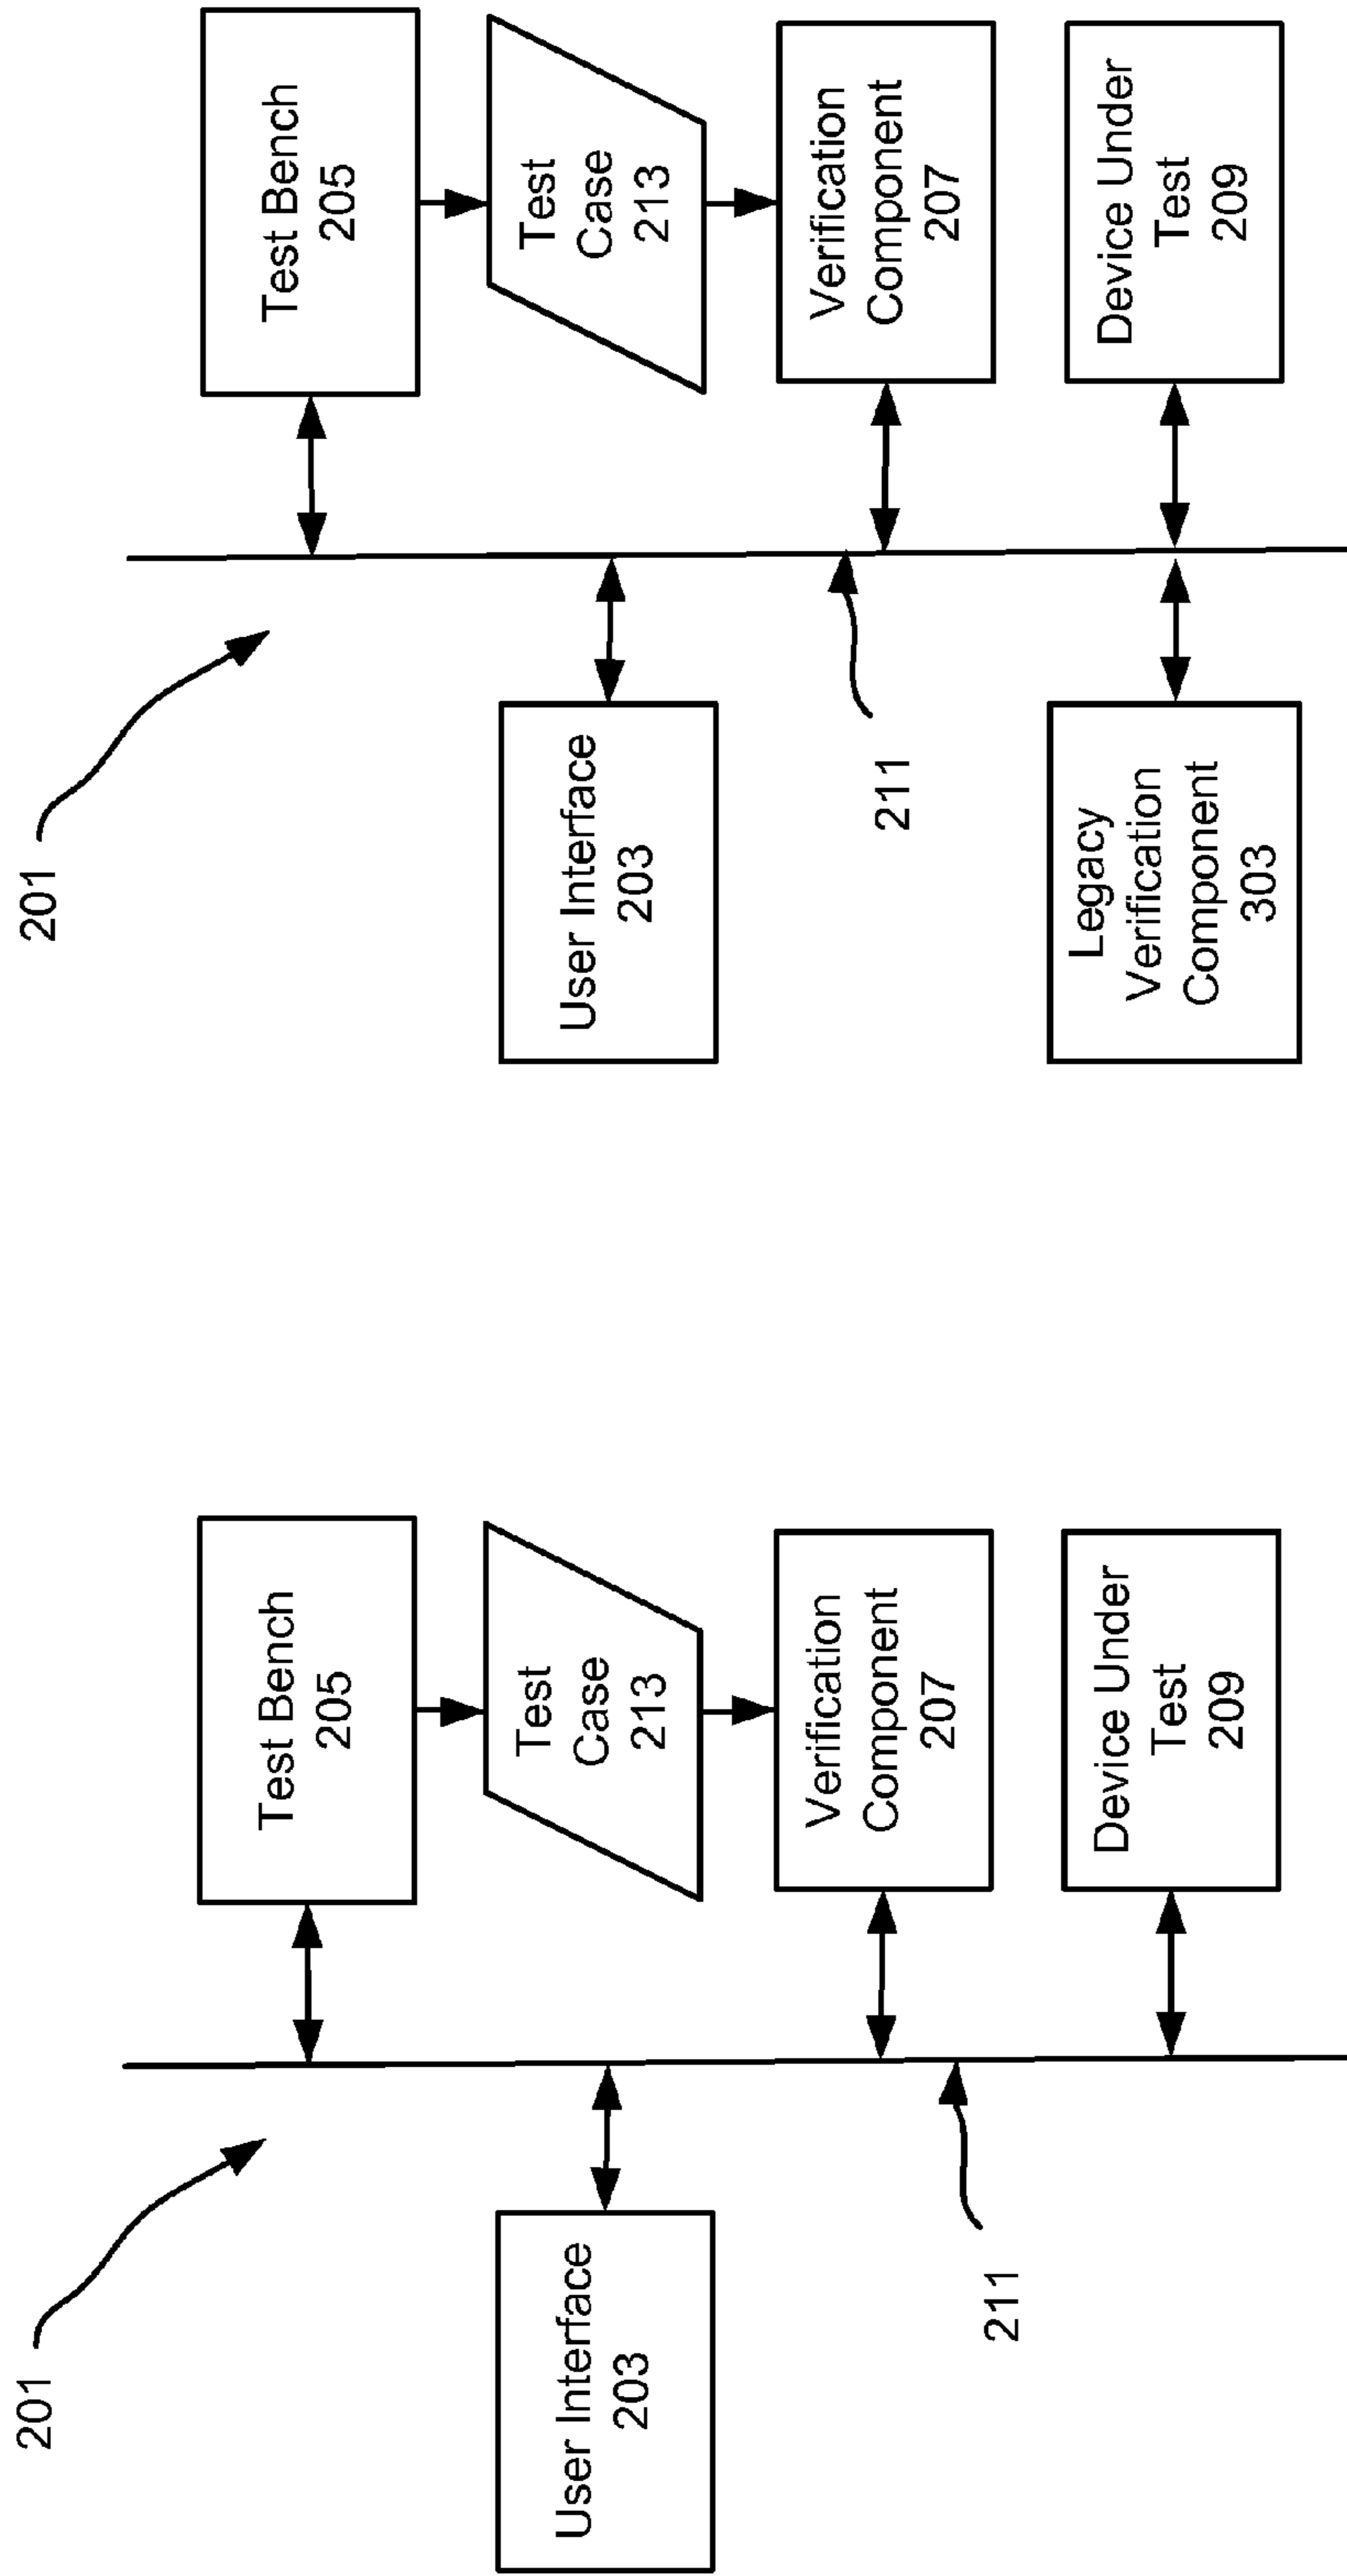 201
Test Bench
205
User Interface
203
Test
Case
213
Verification
Component
207
211
Device Under
Test
209
201
Test Bench
205
User Interface
203
Test
Case
213
Verification
Component
207
211
Legacy
Verification
Component
303
Device Under
Test
209